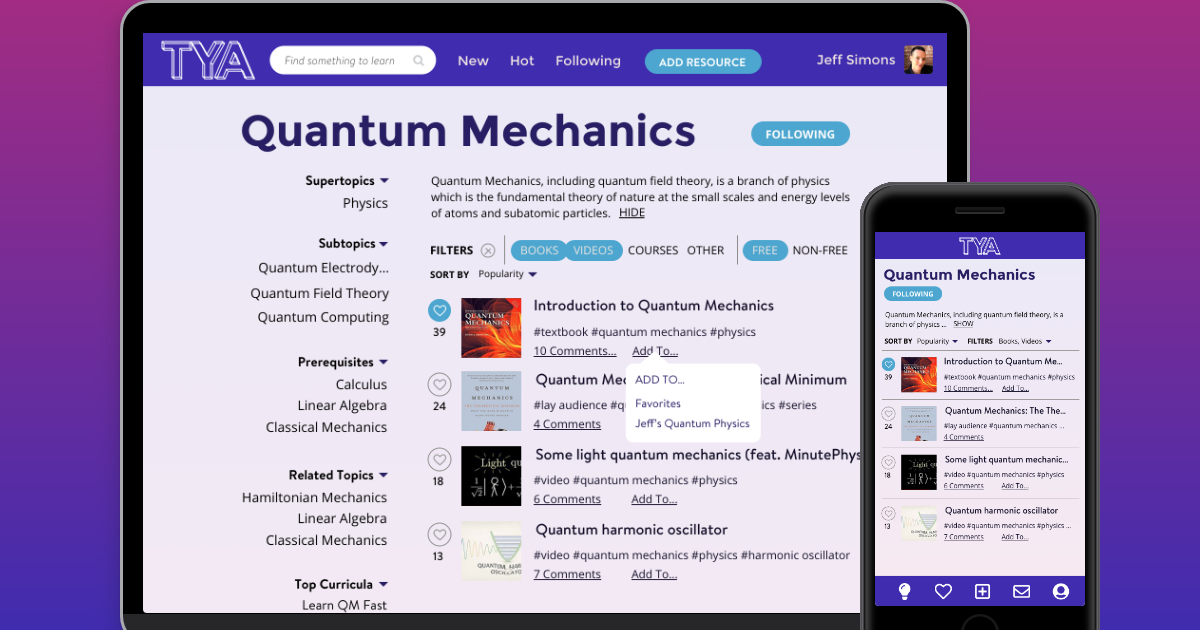 TYA
Find something to learn
New Hot Following
ADD RESOURCE
Jeff Simons
Quantum Mechanics
FOLLOWING
Supertopics
Physics
Subtopics
Quantum Electrody...
Quantum Field Theory
Quantum Computing
Prerequisites
Calculus
Linear Algebra
Classical Mechanics
Related Topics
Hamiltonian Mechanics
Linear Algebra
Classical Mechanics
Top Curricula
Learn QM Fast
Quantum Mechanics, including quantum field theory, is a branch of physics
which is the fundamental theory of nature at the small scales and energy levels
of atoms and subatomic particles. HIDE
FILTERS BOOKS VIDEOS COURSES OTHER FREE NON-FREE
SORT BY Popularity
39
QUANTUM
MECHANICS
Introduction to Quantum Mechanics
#textbook #quantum mechanics #physics
10 Comments... Add To...
ADD TO...
Favorites
Jeff's Quantum Physics
24
QUANTUM
MECHANICS
Quantum Mec ical Minimum
#lay audience #qu ics #series
4 Comments
18
Light qu
Some light quantum mechanics (feat. MinutePhys
#video #quantum mechanics #physics
6 Comments Add To...
13
QUANTUM HAR
OSCILLATO
Quantum harmonic oscillator
#video #quantum mechanics #physics #harmonic oscillator
7 Comments Add To...
TYA
Quantum Mechanics
FOLLOWING
Quantum Mechanics, including quantum field theory, is a
branch of physics ... SHOW
SORT BY Popularity FILTERS Books, Videos
39
Introduction to Quantum Me...
#textbook #quantum mechanics #physics
10 Comments... Add To...
24
Quantum Mechanics: The The...
#lay audience #quantum mechanics ...
4 Comments
18
Some light quantum mechanic...
#video #quantum mechanics #physics
6 Comments Add To...
13
Quantum harmonic oscillator
#video #quantum mechanics #physics ...
7 Comments Add To...